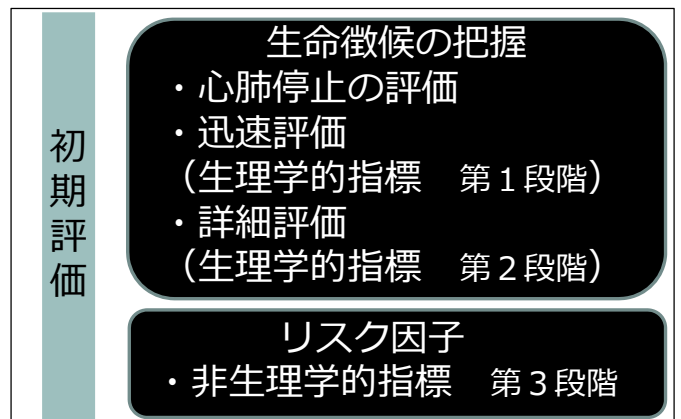 初期評価
生命徴候の把握
・心肺停止の評価
・迅速評価
（生理学的指標　第１段階）
・詳細評価
（生理学的指標　第２段階）
リスク因子
・非生理学的指標　第３段階